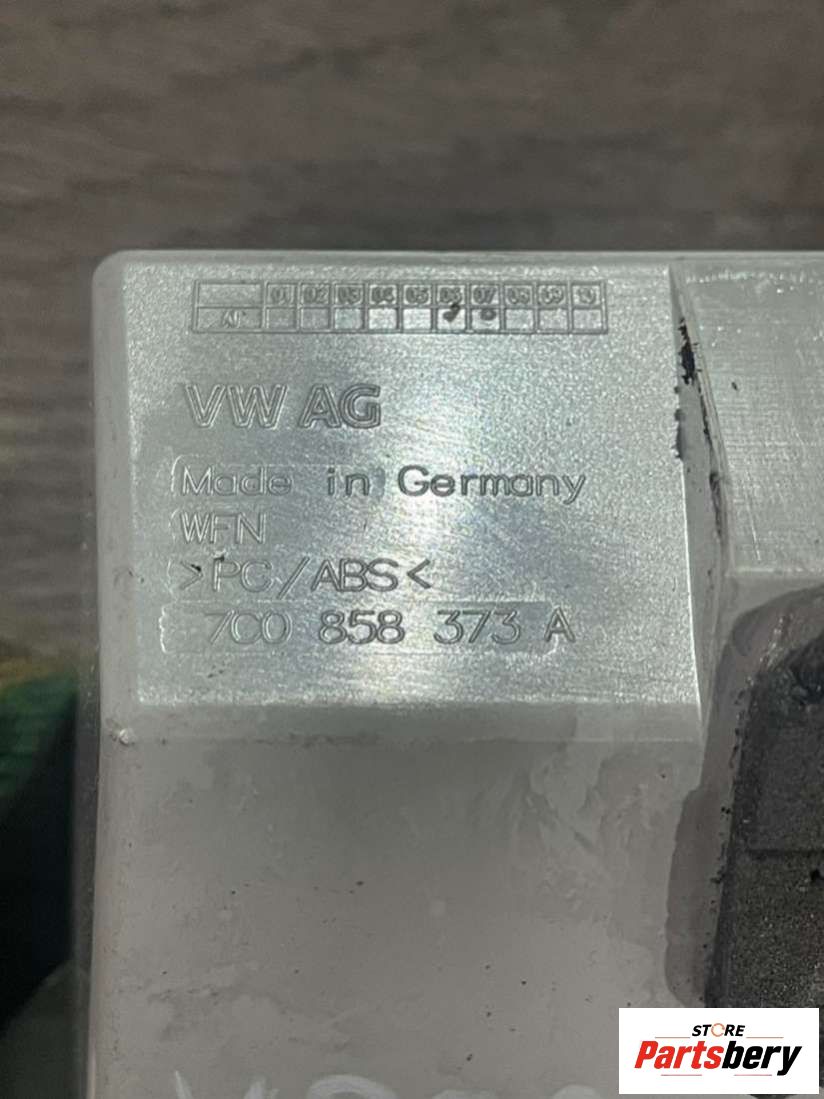 01 02 03 04 05 06 07 08 09 10
VW AG
Made in Germany
WFN
>PC/ABS<
7C0 858 373 A
STORE
Partsbery